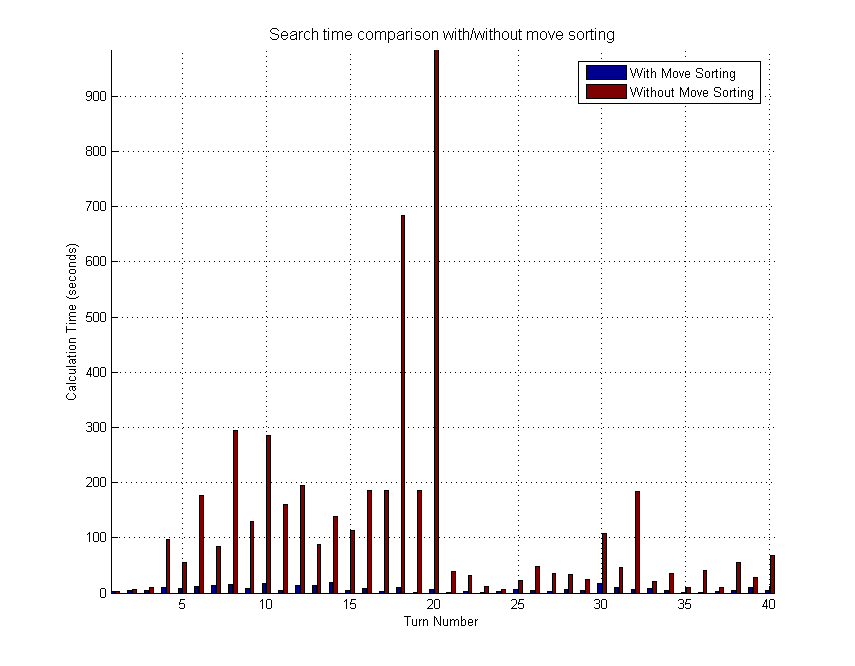 Search time comparison with/without move sorting
With Move Sorting
Without Move Sorting
900
800
700
600
500
400
300
200
100
0
Calculation Time (seconds)
5 10 15 20 25 30 35 40
Turn Number